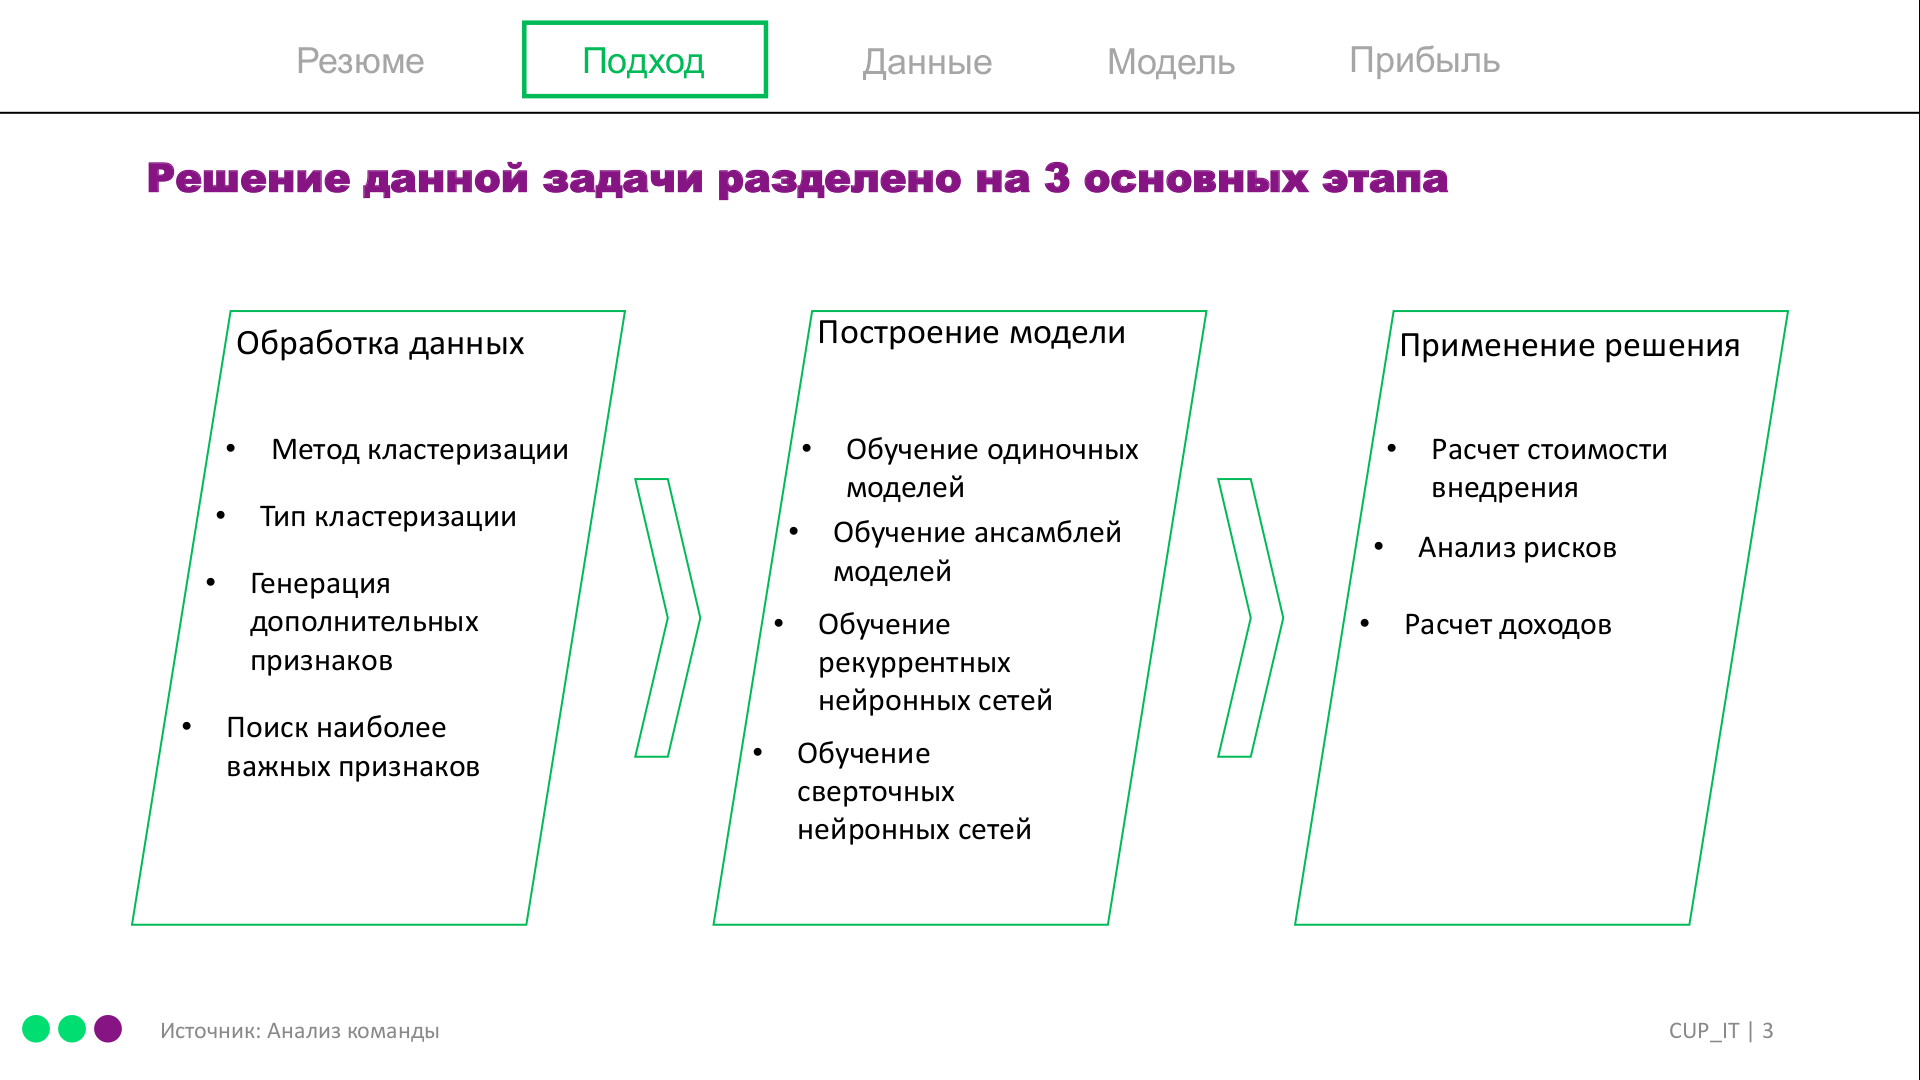 Резюме
Подход
Данные
Модель
Прибыль
Решение данной задачи разделено на 3 основных этапа
Обработка данных
• Метод кластеризации
• Тип кластеризации
• Генерация
дополнительных
признаков
• Поиск наиболее
важных признаков
Построение модели
• Обучение одиночных
моделей
• Обучение ансамблей
моделей
• Обучение
рекуррентных
нейронных сетей
• Обучение
сверточных
нейронных сетей
Применение решения
• Расчет стоимости
внедрения
• Анализ рисков
• Расчет доходов
Источник: Анализ команды
CUP_IT | 3